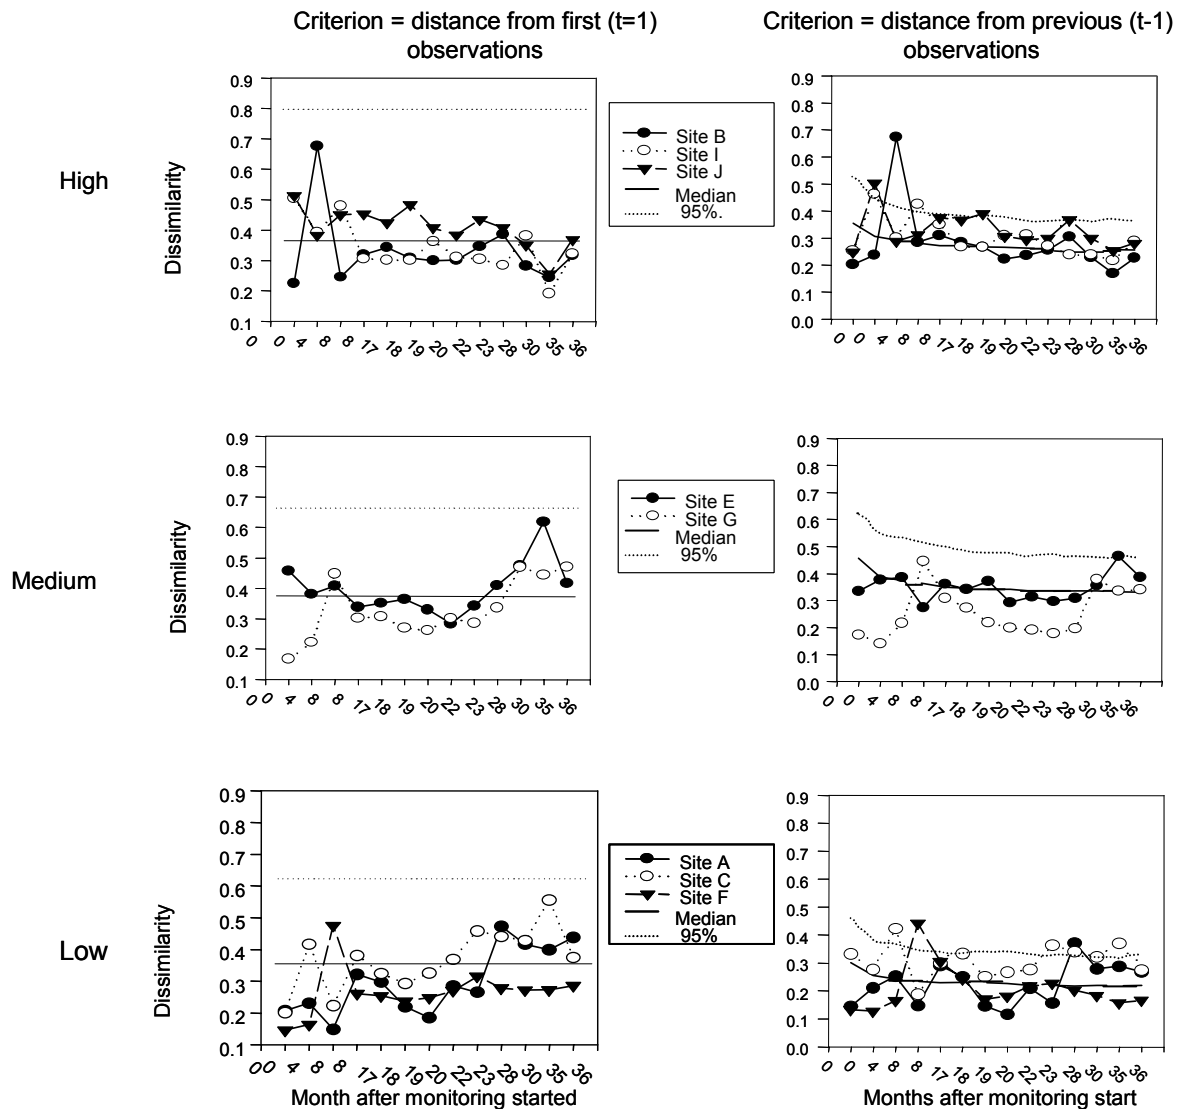 Criterion = distance from first (t=1)
observations
Criterion = distance from previous (t-1)
observations
High
Dissimilarity
0.9
0.8
0.7
0.6
0.5
0.4
0.3
0.2
0.1
0 0 4 8 8 17 18 19 20 22 23 28 30 35 36
Site B
Site I
Site J
Median
95%.
0.9
0.8
0.7
0.6
0.5
0.4
0.3
0.2
0.1
0.0
0 0 4 8 8 17 18 19 20 22 23 28 30 35 36
Medium
Dissimilarity
0.9
0.8
0.7
0.6
0.5
0.4
0.3
0.2
0.1
0 0 4 8 8 17 18 19 20 22 23 28 30 35 36
Site E
Site G
Median
95%
0.9
0.8
0.7
0.6
0.5
0.4
0.3
0.2
0.1
0.0
0 0 4 8 8 17 18 19 20 22 23 28 30 35 36
Low
Dissimilarity
0.9
0.8
0.7
0.6
0.5
0.4
0.3
0.2
0.1
0 0 4 8 8 17 18 19 20 22 23 28 30 35 36
Month after monitoring started
Site A
Site C
Site F
Median
95%
0.9
0.8
0.7
0.6
0.5
0.4
0.3
0.2
0.1
0.0
0 0 4 8 8 17 18 19 20 22 23 28 30 35 36
Months after monitoring start